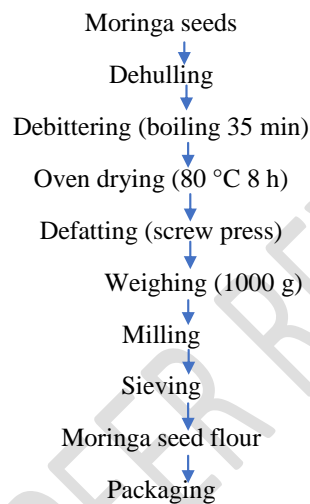 Moringa seeds
Dehulling
Debittering (boiling 35 min)
Oven drying (80 °C 8 h)
Defatting (screw press)
Weighing (1000 g)
Milling
Sieving
Moringa seed flour
Packaging